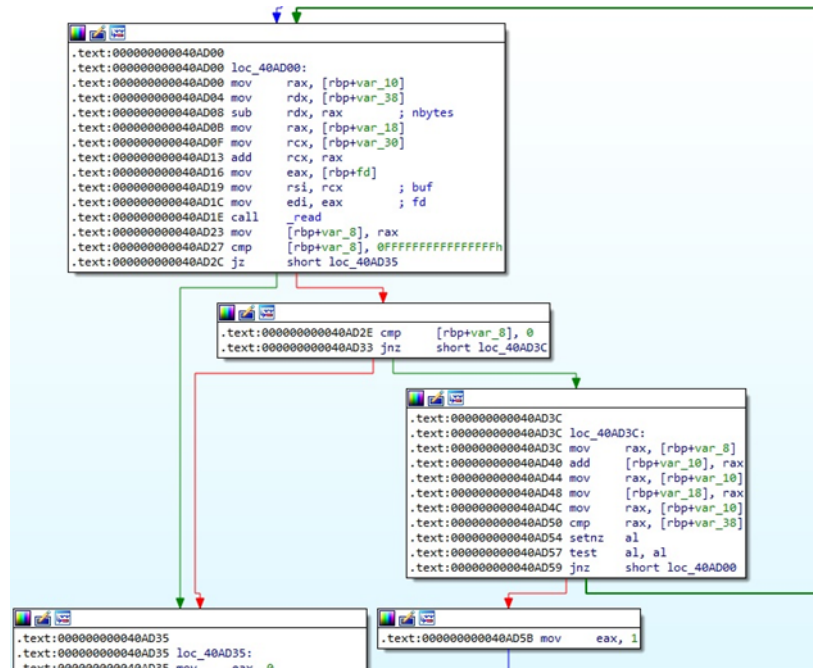 .text:000000000040AD00
.text:000000000040AD00 loc_40AD00:
.text:000000000040AD00 mov rax, [rbp+var_10]
.text:000000000040AD04 mov rdx, [rbp+var_38]
.text:000000000040AD08 sub rdx, rax ; nbytes
.text:000000000040AD0B mov rax, [rbp+var_18]
.text:000000000040AD0F mov rcx, [rbp+var_30]
.text:000000000040AD13 add rcx, rax
.text:000000000040AD16 mov eax, [rbp+fd]
.text:000000000040AD19 mov rsi, rcx ; buf
.text:000000000040AD1C mov edi, eax ; fd
.text:000000000040AD1E call _read
.text:000000000040AD23 mov [rbp+var_8], rax
.text:000000000040AD27 cmp [rbp+var_8], 0FFFFFFFFFFFFFFFFh
.text:000000000040AD2C jz short loc_40AD35
.text:000000000040AD2E cmp [rbp+var_8], 0
.text:000000000040AD33 jnz short loc_40AD3C
.text:000000000040AD3C
.text:000000000040AD3C loc_40AD3C:
.text:000000000040AD3C mov rax, [rbp+var_8]
.text:000000000040AD40 add [rbp+var_10], rax
.text:000000000040AD44 mov rax, [rbp+var_10]
.text:000000000040AD48 mov [rbp+var_18], rax
.text:000000000040AD4C mov rax, [rbp+var_10]
.text:000000000040AD50 cmp rax, [rbp+var_38]
.text:000000000040AD54 setnz al
.text:000000000040AD57 test al, al
.text:000000000040AD59 jnz short loc_40AD00
.text:000000000040AD35
.text:000000000040AD35 loc_40AD35:
.text:000000000040AD35 mov eax, 0
.text:000000000040AD5B mov eax, 1